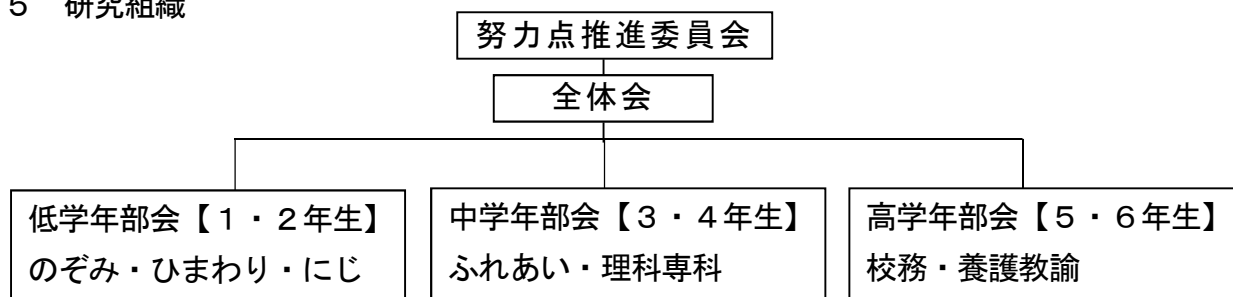 ５　研究組織
努力点推進委員会
全体会
低学年部会【１・２年生】
のぞみ・ひまわり・にじ
中学年部会【３・４年生】
ふれあい・理科専科
高学年部会【５・６年生】
校務・養護教諭